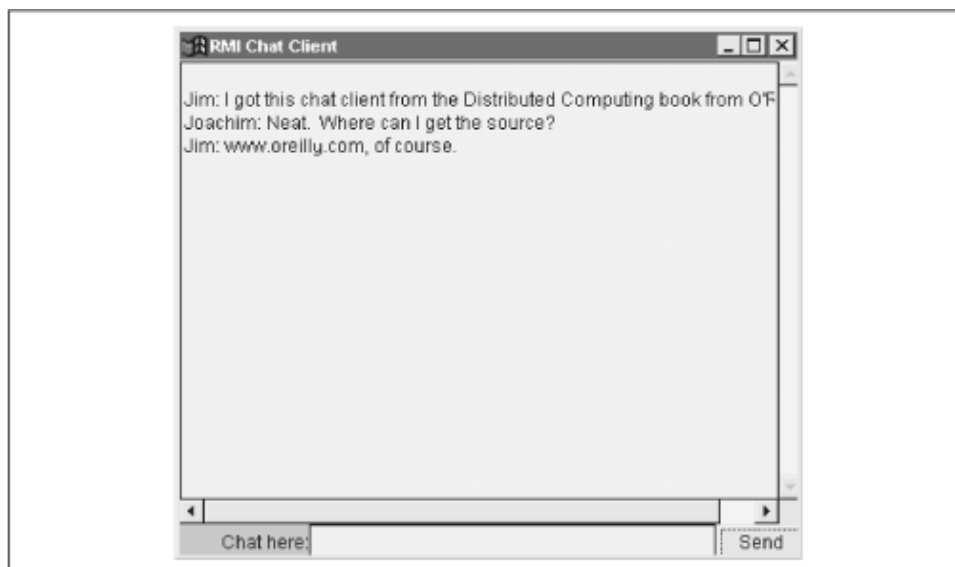 RMI Chat Client
Jim: I got this chat client from the Distributed Computing book from
Joachim: Neat. Where can I get the source?
Jim: www.oreilly.com, of course.
Chat here:
Send